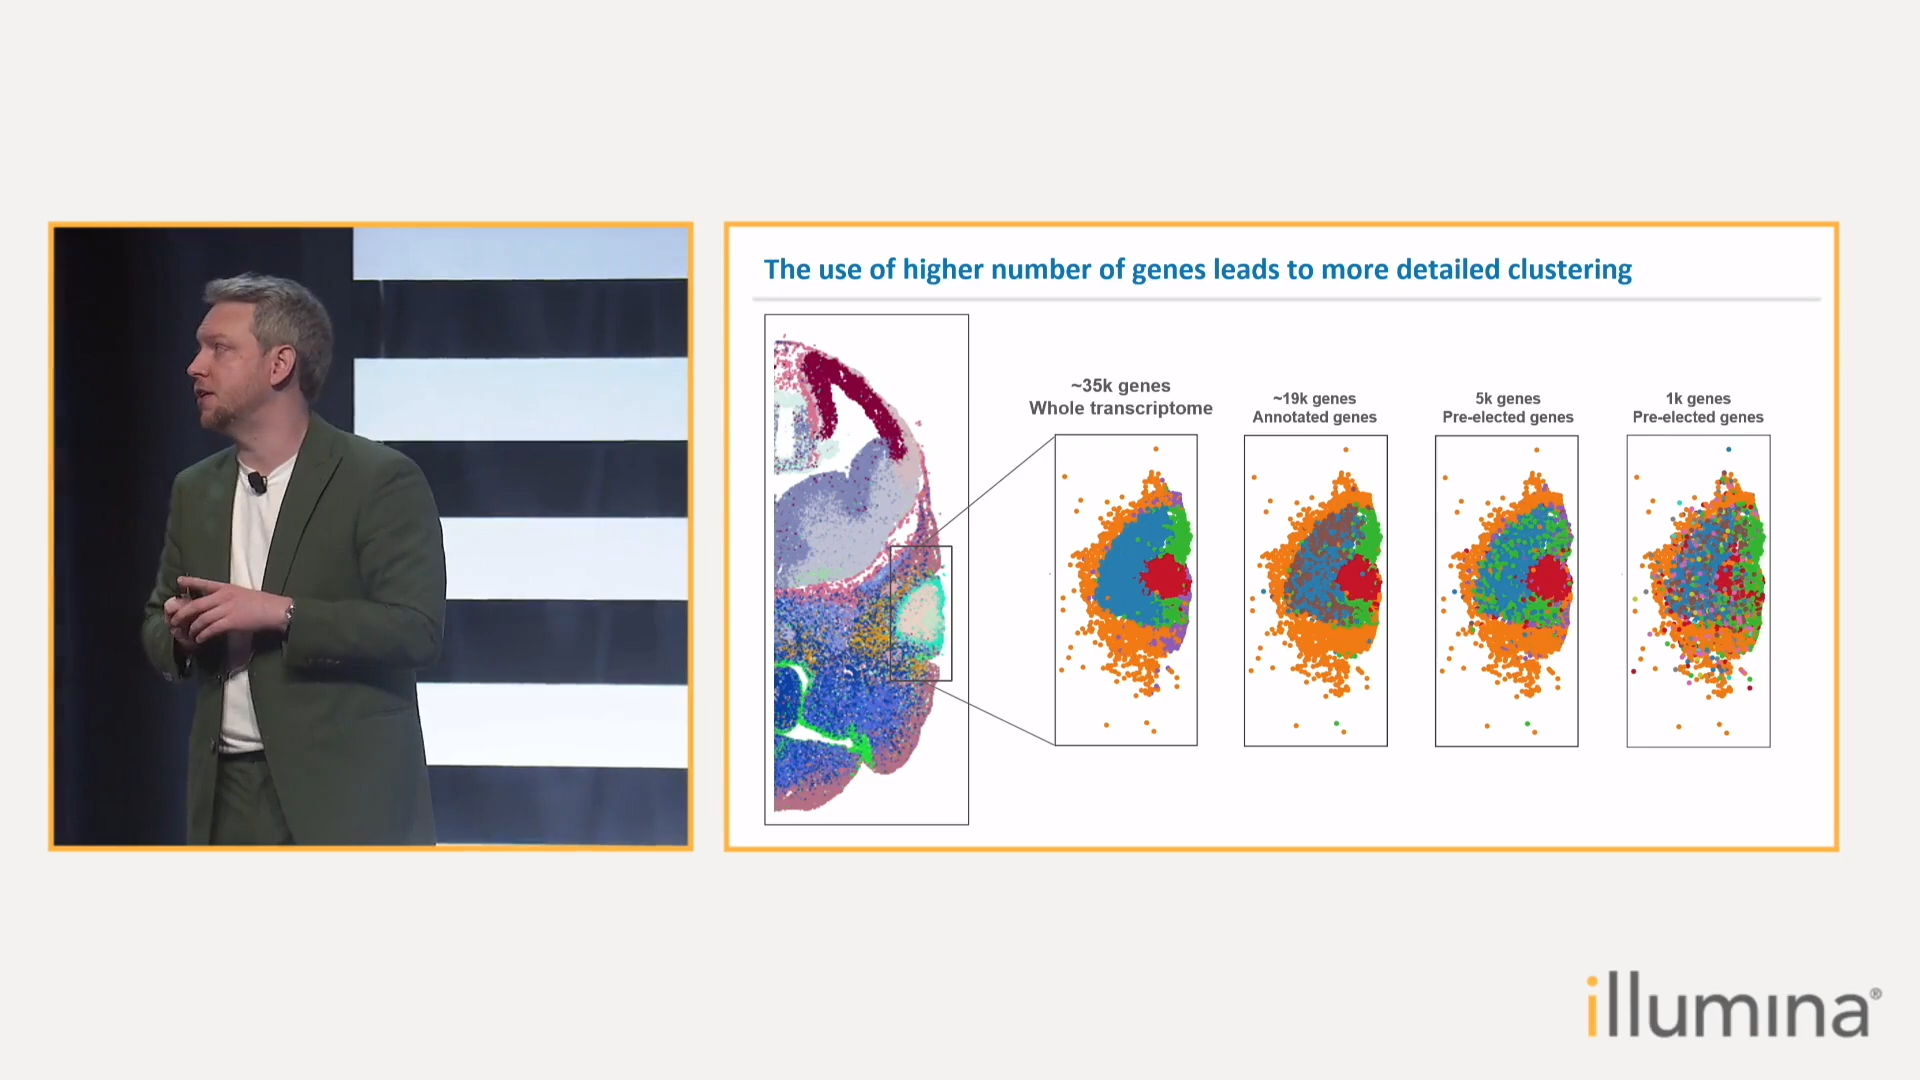 The use of higher number of genes leads to more detailed clustering
~35k genes
Whole transcriptome
~19k genes
Annotated genes
5k genes
Pre-elected genes
1k genes
Pre-elected genes
illumina®